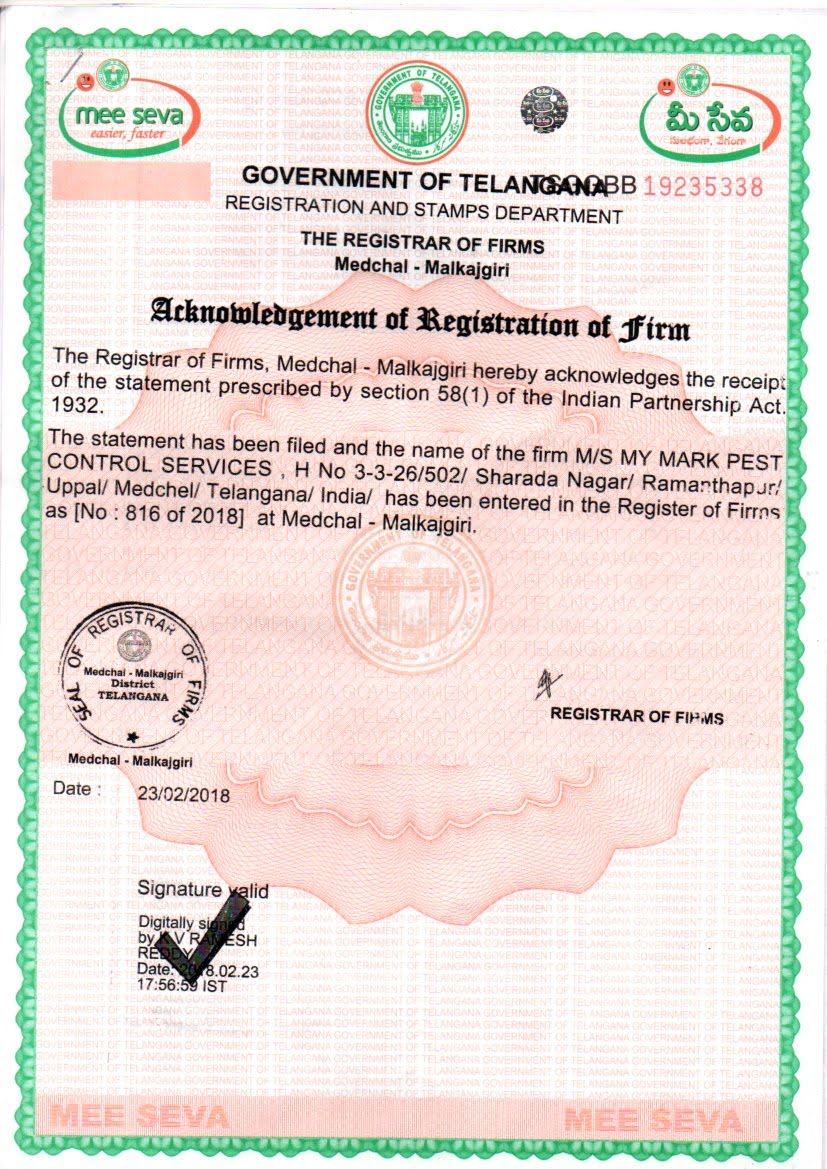 mee seva
easier, faster
GOVERNMENT OF TELANGANA
మీ సేవ
సులభంగా, వేగంగా
GOVERNMENT OF TELANGANA
19235338
REGISTRATION AND STAMPS DEPARTMENT
THE REGISTRAR OF FIRMS
Medchal - Malkajgiri
Acknowledgement of Registration of Firm
The Registrar of Firms, Medchal - Malkajgiri hereby acknowledges the receipt
of the statement prescribed by section 58(1) of the Indian Partnership Act.
1932.
The statement has been filed and the name of the firm M/S MY MARK PEST
CONTROL SERVICES , H No 3-3-26/502/ Sharada Nagar/ Ramanthapur/
Uppal/ Medchel/ Telangana/ India/ has been entered in the Register of Firms
as [No : 816 of 2018] at Medchal - Malkajgiri.
GOVERNMENT OF TELANGANA
SEAL OF REGISTRAR OF FIRMS
Medchal - Malkajgiri
District
TELANGANA
REGISTRAR OF FIRMS
Medchal - Malkajgiri
Date : 23/02/2018
Signature valid
Digitally signed
by K V RAMESH
REDDY
Date: 2018.02.23
17:56:59 IST
MEE SEVA MEE SEVA